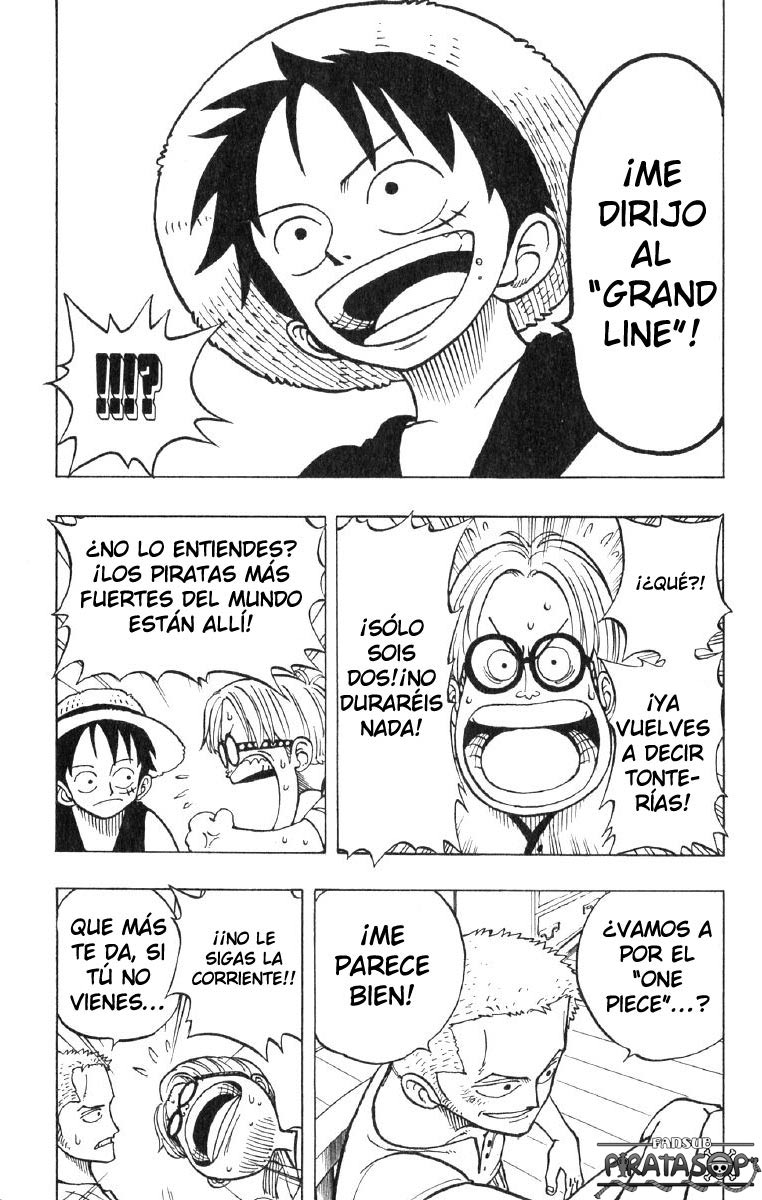 ¡ME
DIRIJO
AL
"GRAND
LINE"!
!!!?
¡¿QUÉ?!
¡YA
VUELVES
A DECIR
TONTE-
RÍAS!
¡SÓLO
SOIS
DOS!¡NO
DURARÉIS
NADA!
¿NO LO ENTIENDES?
¡LOS PIRATAS MÁS
FUERTES DEL MUNDO
ESTÁN ALLÍ!
¿VAMOS A
POR EL
"ONE
PIECE"...?
¡ME
PARECE
BIEN!
¡¡NO LE
SIGAS LA
CORRIENTE!!
QUE MÁS
TE DA, SI
TÚ NO
VIENES...
FANSUB
PIRATASOP